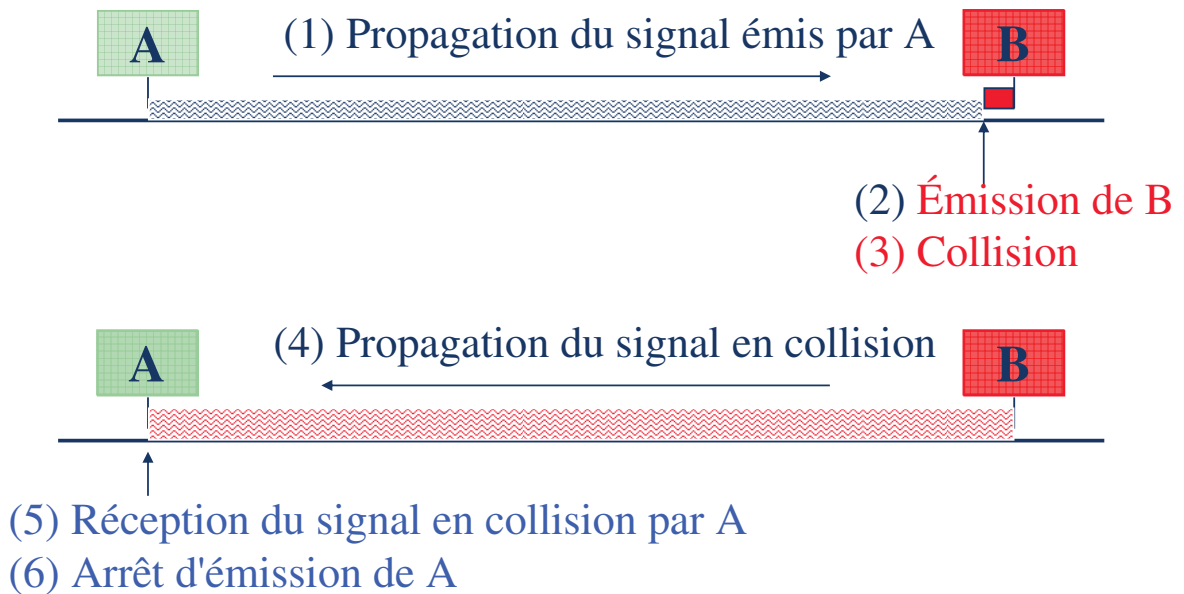 A
(1) Propagation du signal émis par A
B
(2) Émission de B
(3) Collision
A
(4) Propagation du signal en collision
B
(5) Réception du signal en collision par A
(6) Arrêt d'émission de A